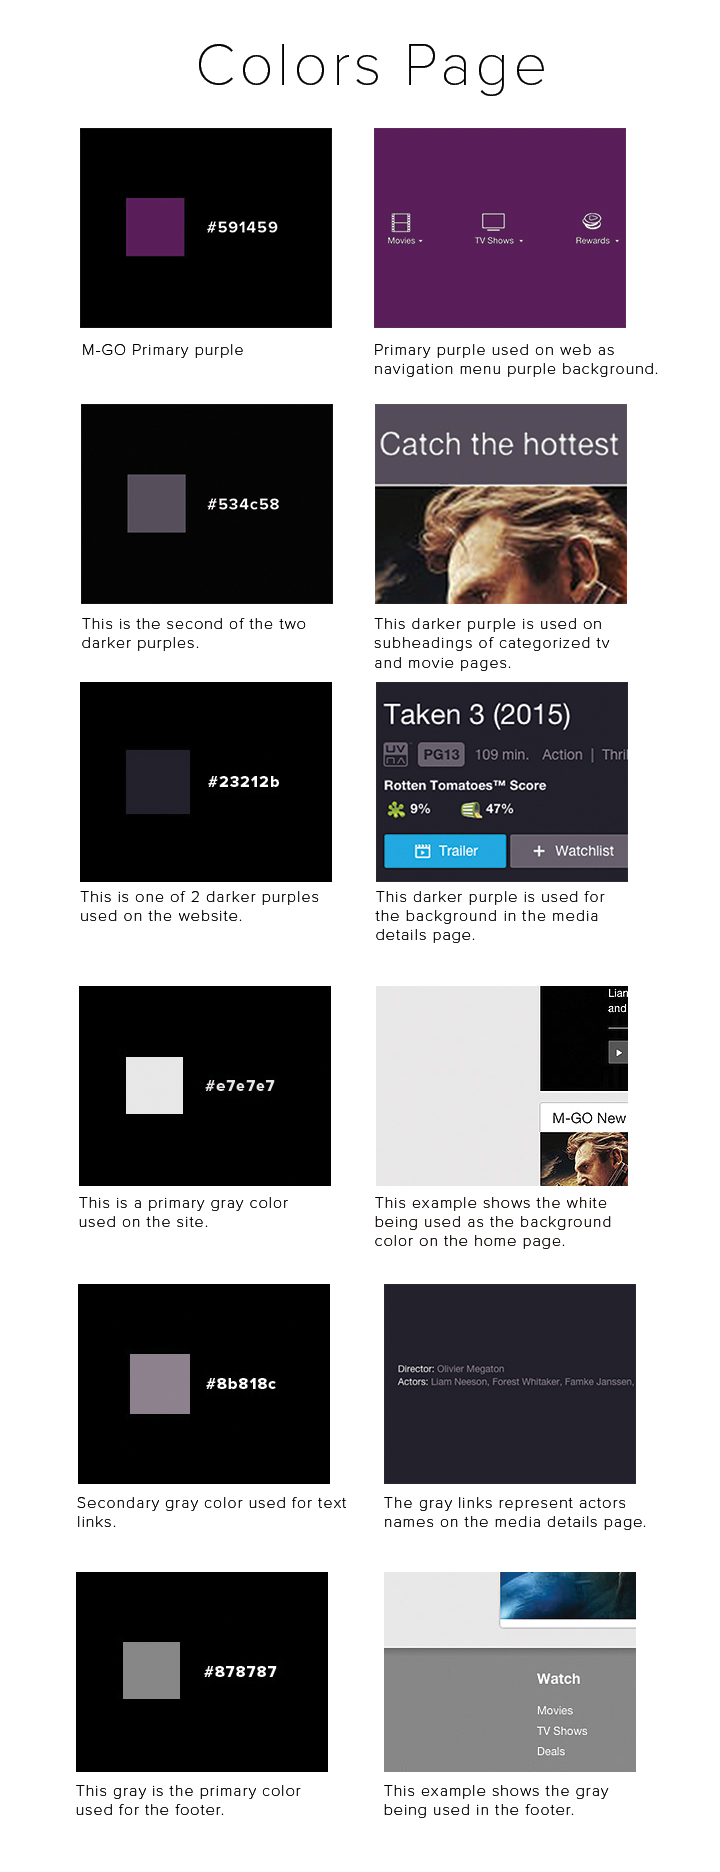 Colors Page
#591459
Movies
TV Shows
Rewards
M-GO Primary purple
Primary purple used on web as
navigation menu purple background.
#534c58
Catch the hottest
This is the second of the two
darker purples.
This darker purple is used on
subheadings of categorized tv
and movie pages.
#23212b
Taken 3 (2015)
UV PG13 109 min. Action | Thril
Rotten Tomatoes™ Score
9% 47%
Trailer + Watchlist
This is one of 2 darker purples
used on the website.
This darker purple is used for
the background in the media
details page.
#e7e7e7
Lian
and
M-GO New
This is a primary gray color
used on the site.
This example shows the white
being used as the background
color on the home page.
#8b818c
Director: Olivier Megaton
Actors: Liam Neeson, Forest Whitaker, Famke Janssen,
Secondary gray color used for text
links.
The gray links represent actors
names on the media details page.
#878787
Watch
Movies
TV Shows
Deals
This gray is the primary color
used for the footer.
This example shows the gray
being used in the footer.